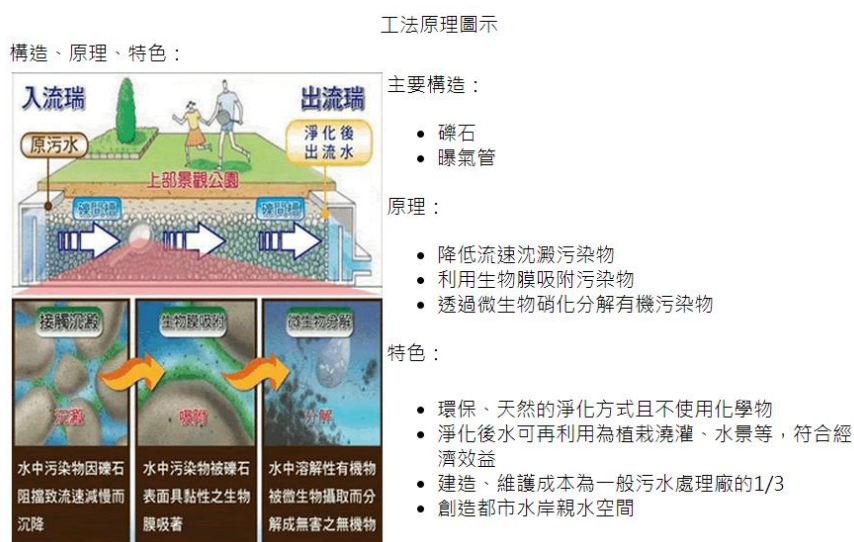 工法原理圖示
構造、原理、特色：
入流瑞
出流瑞
原污水
淨化後
出流水
上部景觀公園
礫間槽
礫間槽
接觸沉澱
生物膜吸附
微生物分解
沉澱
吸附
分解
水中污染物因礫石
阻擋致流速減慢而
沉降
水中污染物被礫石
表面具黏性之生物
膜吸著
水中溶解性有機物
被微生物攝取而分
解成無害之無機物
主要構造：
礫石
曝氣管
原理：
降低流速沈澱污染物
利用生物膜吸附污染物
透過微生物硝化分解有機污染物
特色：
環保、天然的淨化方式且不使用化學物
淨化後水可再利用為植栽澆灌、水景等，符合經
濟效益
建造、維護成本為一般污水處理廠的1/3
創造都市水岸親水空間